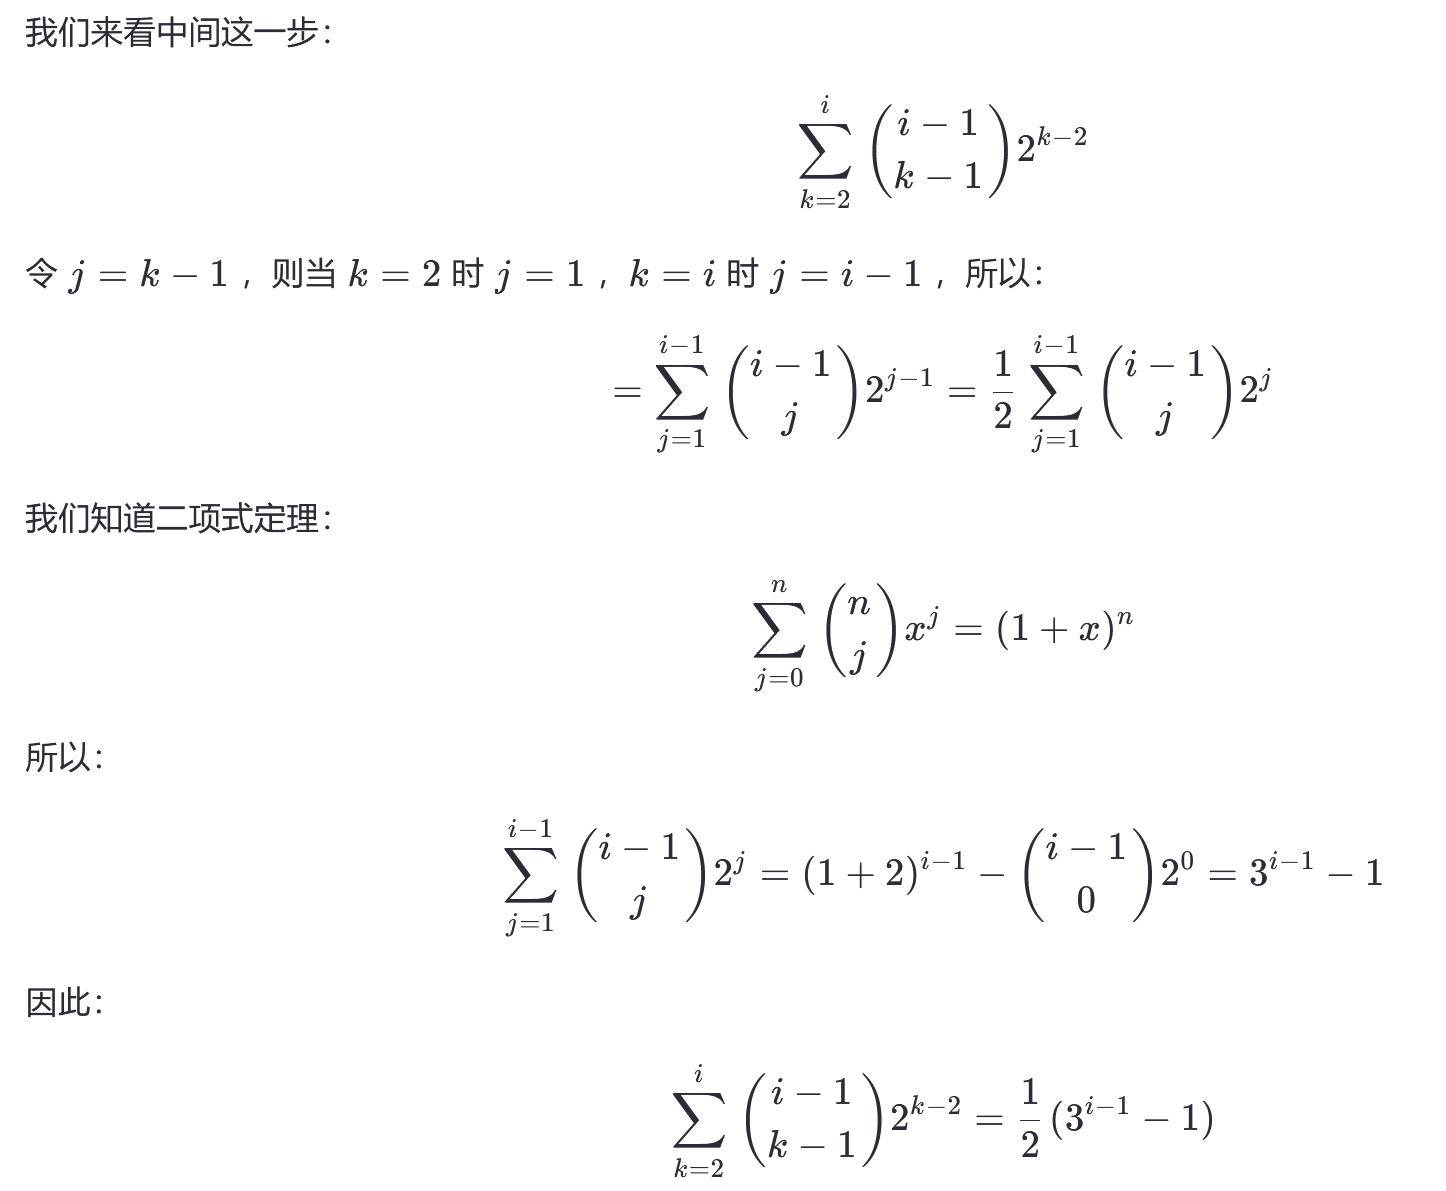 我们来看中间这一步：
$$\sum_{k=2}^{i} \binom{i-1}{k-1} 2^{k-2}$$
令 $j = k - 1$，则当 $k = 2$ 时 $j = 1$，$k = i$ 时 $j = i - 1$，所以：
$$= \sum_{j=1}^{i-1} \binom{i-1}{j} 2^{j-1} = \frac{1}{2} \sum_{j=1}^{i-1} \binom{i-1}{j} 2^{j}$$
我们知道二项式定理：
$$\sum_{j=0}^{n} \binom{n}{j} x^{j} = (1 + x)^{n}$$
所以：
$$\sum_{j=1}^{i-1} \binom{i-1}{j} 2^{j} = (1 + 2)^{i-1} - \binom{i-1}{0} 2^{0} = 3^{i-1} - 1$$
因此：
$$\sum_{k=2}^{i} \binom{i-1}{k-1} 2^{k-2} = \frac{1}{2} (3^{i-1} - 1)$$